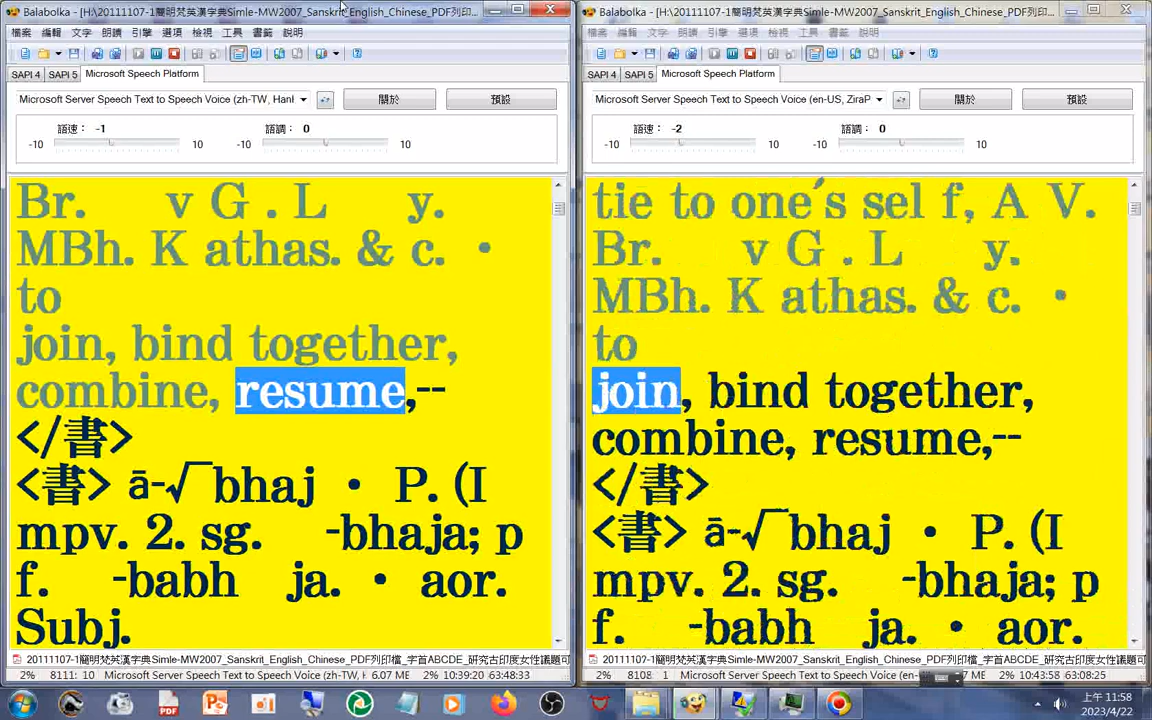 Balabolka - [H:\20111107-1簡明梵英漢字典Simle-MW2007_Sanskrit_English_Chinese_PDF列印...
檔案 編輯 文字 朗讀 引擎 選項 檢視 工具 書籤 說明
SAPI 4 SAPI 5 Microsoft Speech Platform
Microsoft Server Speech Text to Speech Voice (zh-TW, Hanl 關於 預設
語速: -1 語調: 0
-10 10 -10 10
Br. v G . L y.
MBh. K athas. & c. •
to
join, bind together,
combine, resume,--
</書>
<書> ā-√bhaj • P. (I
mpv. 2. sg. -bhaja; p
f. -babh ja. • aor.
Subj.
20111107-1簡明梵英漢字典Simle-MW2007_Sanskrit_English_Chinese_PDF列印檔_字首ABCDE_研究古印度女性議題可
2% 8111: 10 Microsoft Server Speech Text to Speech Voice (zh-TW, H 6.07 ME 2% 10:39:20 63:48:33
Balabolka - [H:\20111107-1簡明梵英漢字典Simle-MW2007_Sanskrit_English_Chinese_PDF列印...
檔案 編輯 文字 朗讀 引擎 選項 檢視 工具 書籤 說明
SAPI 4 SAPI 5 Microsoft Speech Platform
Microsoft Server Speech Text to Speech Voice (en-US, ZiraP 關於 預設
語速: -2 語調: 0
-10 10 -10 10
tie to one's sel f, A V.
Br. v G . L y.
MBh. K athas. & c. •
to
join, bind together,
combine, resume,--
</書>
<書> ā-√bhaj • P. (I
mpv. 2. sg. -bhaja; p
f. -babh ja. • aor.
20111107-1簡明梵英漢字典Simle-MW2007_Sanskrit_English_Chinese_PDF列印檔_字首ABCDE_研究古印度女性議題可
2% 8108 1 Microsoft Server Speech Text to Speech Voice (en- 2% 10:43:58 63:08:25
上午 11:58
2023/4/22